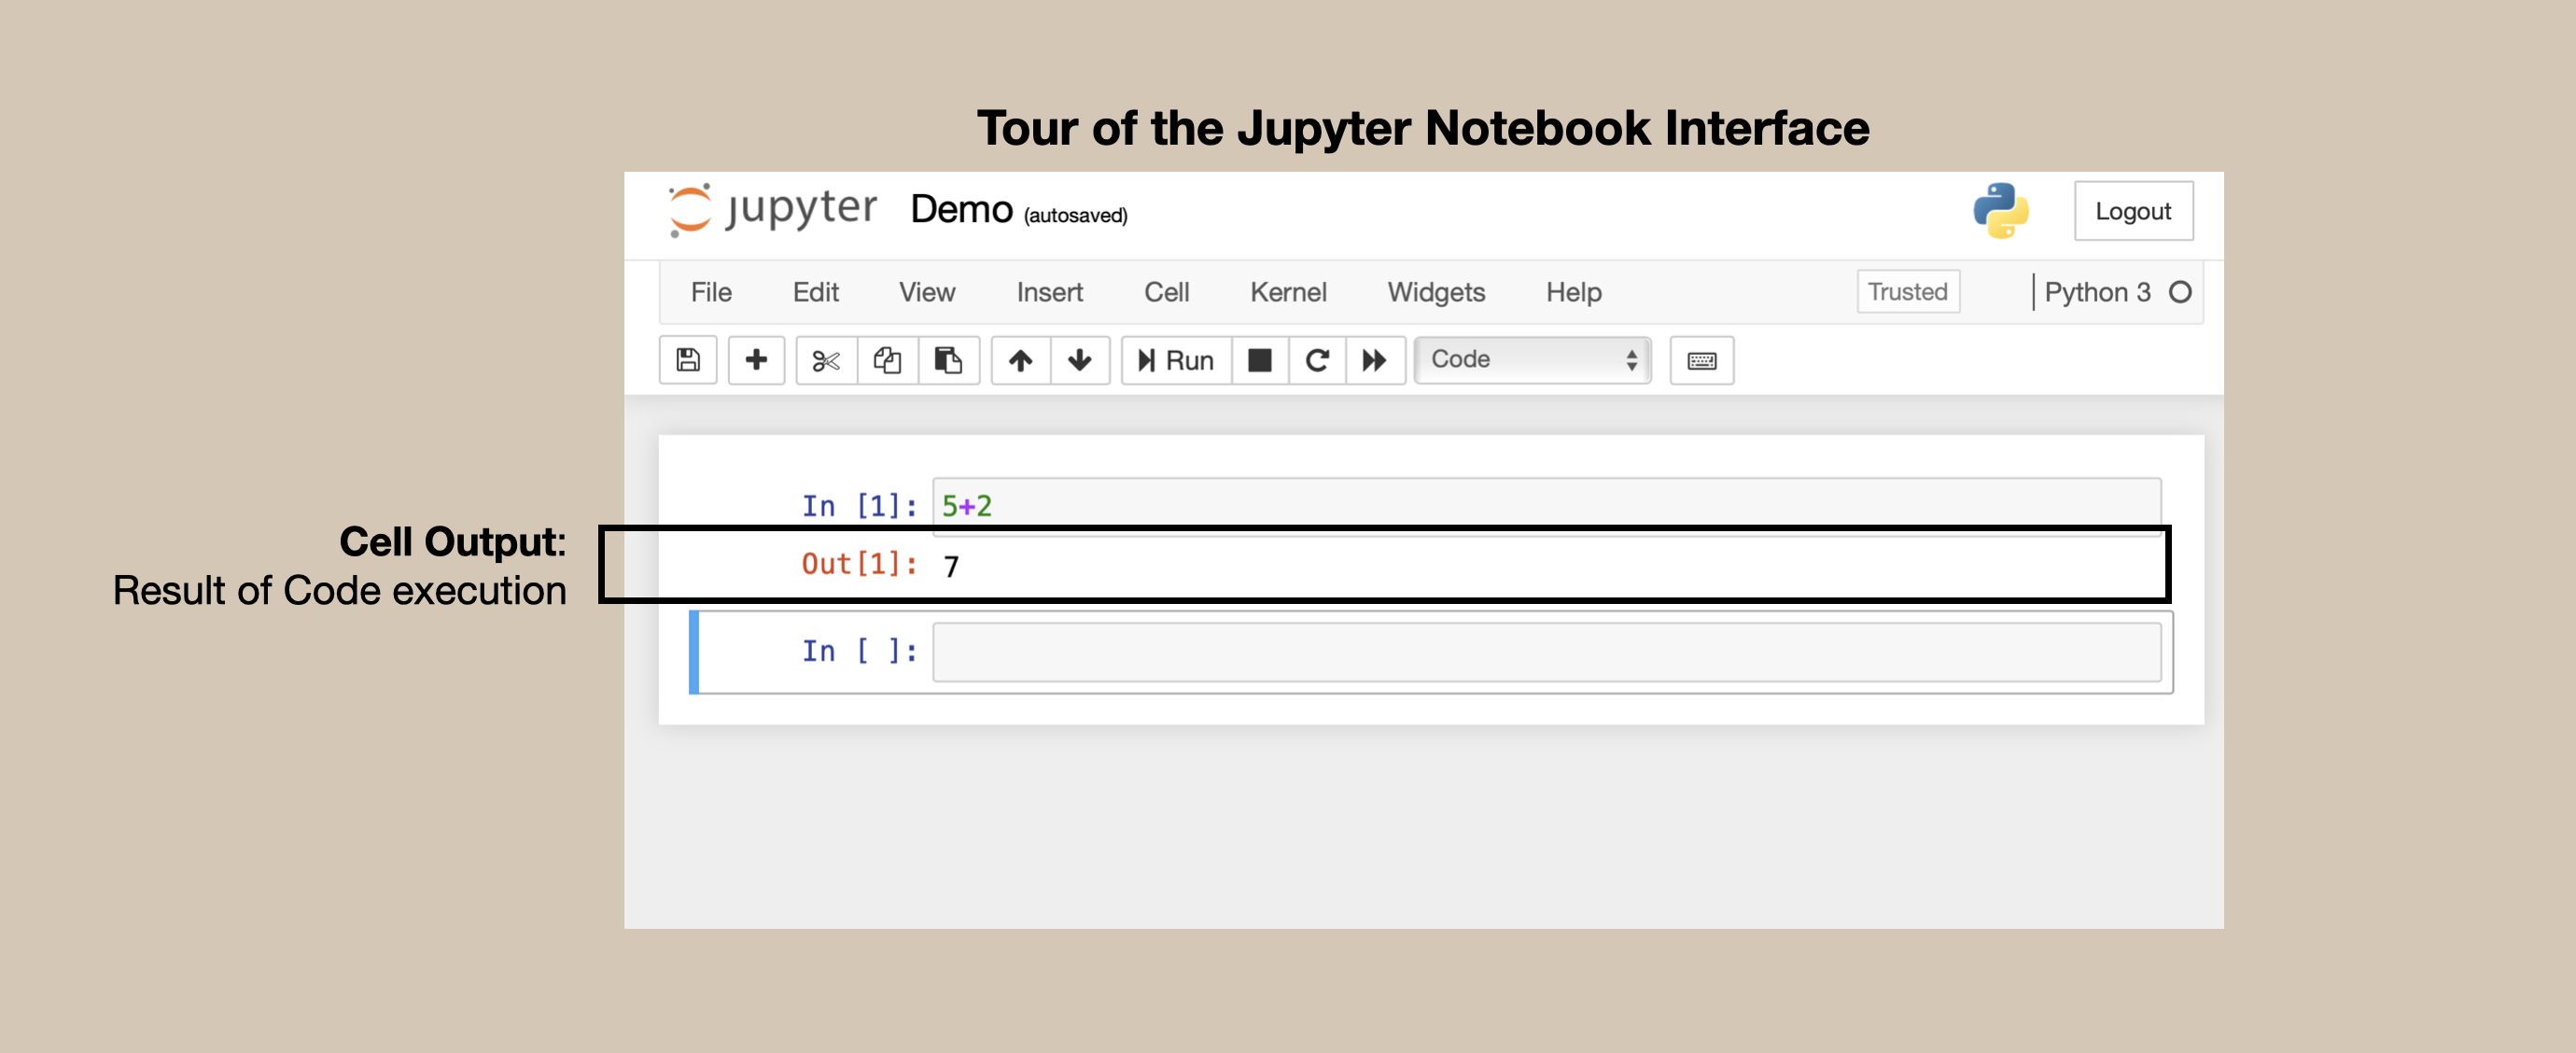 Tour of the Jupyter Notebook Interface
jupyter Demo (autosaved) Logout
File Edit View Insert Cell Kernel Widgets Help Trusted Python 3
Run Code
In [1]: 5+2
Cell Output:
Result of Code execution
Out[1]: 7
In [ ]: